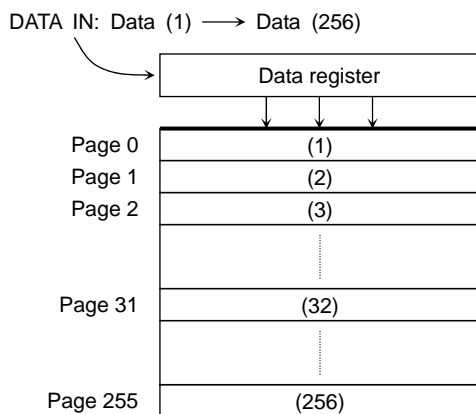 DATA IN: Data (1) → Data (256)
Data register
Page 0 (1)
Page 1 (2)
Page 2 (3)
Page 31 (32)
Page 255 (256)